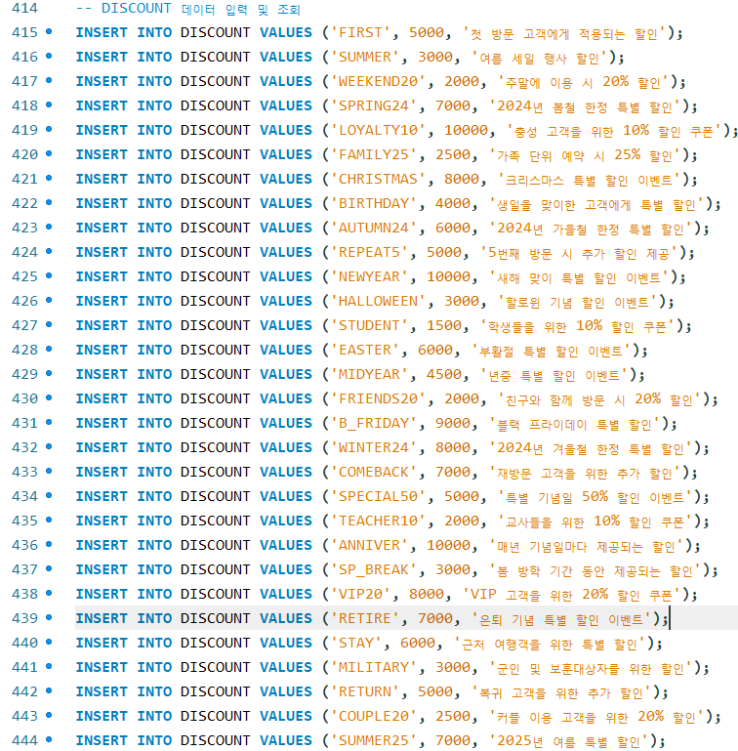 414 -- DISCOUNT 데이터 입력 및 조회
415 INSERT INTO DISCOUNT VALUES ('FIRST', 5000, '첫 방문 고객에게 적용되는 할인');
416 INSERT INTO DISCOUNT VALUES ('SUMMER', 3000, '여름 세일 행사 할인');
417 INSERT INTO DISCOUNT VALUES ('WEEKEND20', 2000, '주말에 이용 시 20% 할인');
418 INSERT INTO DISCOUNT VALUES ('SPRING24', 7000, '2024년 봄철 한정 특별 할인');
419 INSERT INTO DISCOUNT VALUES ('LOYALTY10', 10000, '충성 고객을 위한 10% 할인 쿠폰');
420 INSERT INTO DISCOUNT VALUES ('FAMILY25', 2500, '가족 단위 예약 시 25% 할인');
421 INSERT INTO DISCOUNT VALUES ('CHRISTMAS', 8000, '크리스마스 특별 할인 이벤트');
422 INSERT INTO DISCOUNT VALUES ('BIRTHDAY', 4000, '생일을 맞이한 고객에게 특별 할인');
423 INSERT INTO DISCOUNT VALUES ('AUTUMN24', 6000, '2024년 가을철 한정 특별 할인');
424 INSERT INTO DISCOUNT VALUES ('REPEAT5', 5000, '5번째 방문 시 추가 할인 제공');
425 INSERT INTO DISCOUNT VALUES ('NEWYEAR', 10000, '새해 맞이 특별 할인 이벤트');
426 INSERT INTO DISCOUNT VALUES ('HALLOWEEN', 3000, '할로윈 기념 할인 이벤트');
427 INSERT INTO DISCOUNT VALUES ('STUDENT', 1500, '학생들을 위한 10% 할인 쿠폰');
428 INSERT INTO DISCOUNT VALUES ('EASTER', 6000, '부활절 특별 할인 이벤트');
429 INSERT INTO DISCOUNT VALUES ('MIDYEAR', 4500, '년중 특별 할인 이벤트');
430 INSERT INTO DISCOUNT VALUES ('FRIENDS20', 2000, '친구와 함께 방문 시 20% 할인');
431 INSERT INTO DISCOUNT VALUES ('B_FRIDAY', 9000, '블랙 프라이데이 특별 할인');
432 INSERT INTO DISCOUNT VALUES ('WINTER24', 8000, '2024년 겨울철 한정 특별 할인');
433 INSERT INTO DISCOUNT VALUES ('COMEBACK', 7000, '재방문 고객을 위한 추가 할인');
434 INSERT INTO DISCOUNT VALUES ('SPECIAL50', 5000, '특별 기념일 50% 할인 이벤트');
435 INSERT INTO DISCOUNT VALUES ('TEACHER10', 2000, '교사들을 위한 10% 할인 쿠폰');
436 INSERT INTO DISCOUNT VALUES ('ANNIVER', 10000, '매년 기념일마다 제공되는 할인');
437 INSERT INTO DISCOUNT VALUES ('SP_BREAK', 3000, '봄 방학 기간 동안 제공되는 할인');
438 INSERT INTO DISCOUNT VALUES ('VIP20', 8000, 'VIP 고객을 위한 20% 할인 쿠폰');
439 INSERT INTO DISCOUNT VALUES ('RETIRE', 7000, '은퇴 기념 특별 할인 이벤트');
440 INSERT INTO DISCOUNT VALUES ('STAY', 6000, '근처 여행객을 위한 특별 할인');
441 INSERT INTO DISCOUNT VALUES ('MILITARY', 3000, '군인 및 보훈대상자를 위한 할인');
442 INSERT INTO DISCOUNT VALUES ('RETURN', 5000, '복귀 고객을 위한 추가 할인');
443 INSERT INTO DISCOUNT VALUES ('COUPLE20', 2500, '커플 이용 고객을 위한 20% 할인');
444 INSERT INTO DISCOUNT VALUES ('SUMMER25', 7000, '2025년 여름 특별 할인');